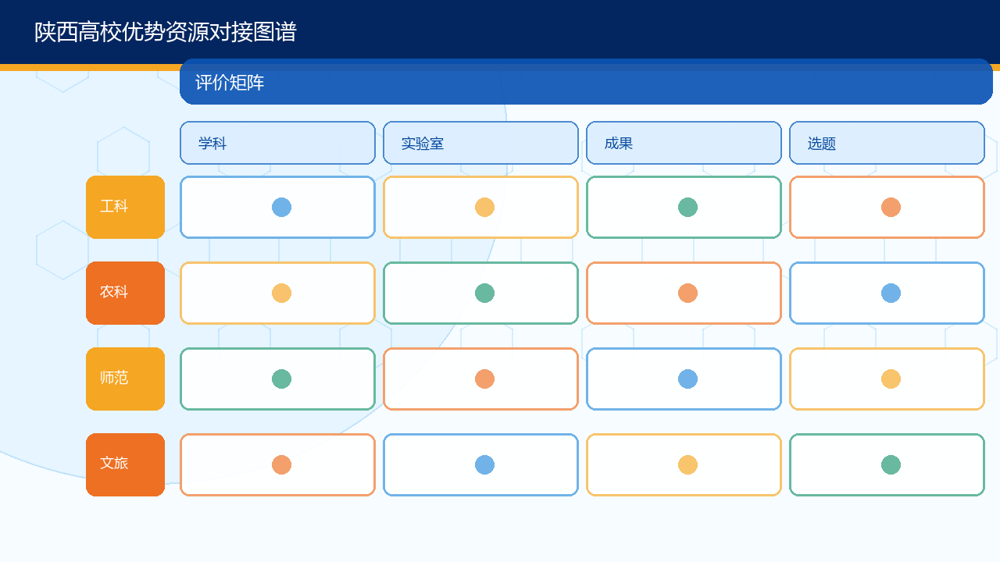 陕西高校优势资源对接图谱
评价矩阵
学科
实验室
成果
选题
工科
农科
师范
文旅